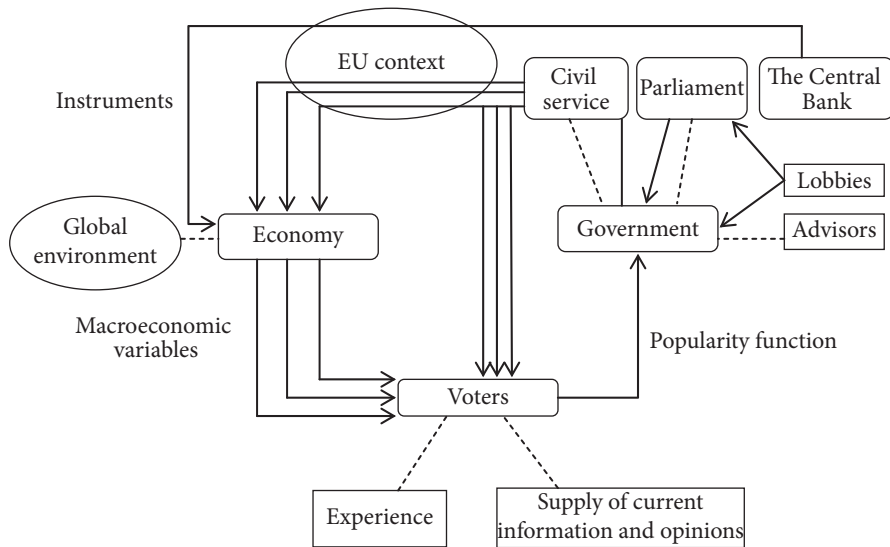 EU context
Civil
service
Parliament
The Central
Bank
Instruments
Lobbies
Global
environment
Economy
Government
Advisors
Macroeconomic
variables
Popularity function
Voters
Experience
Supply of current
information and opinions